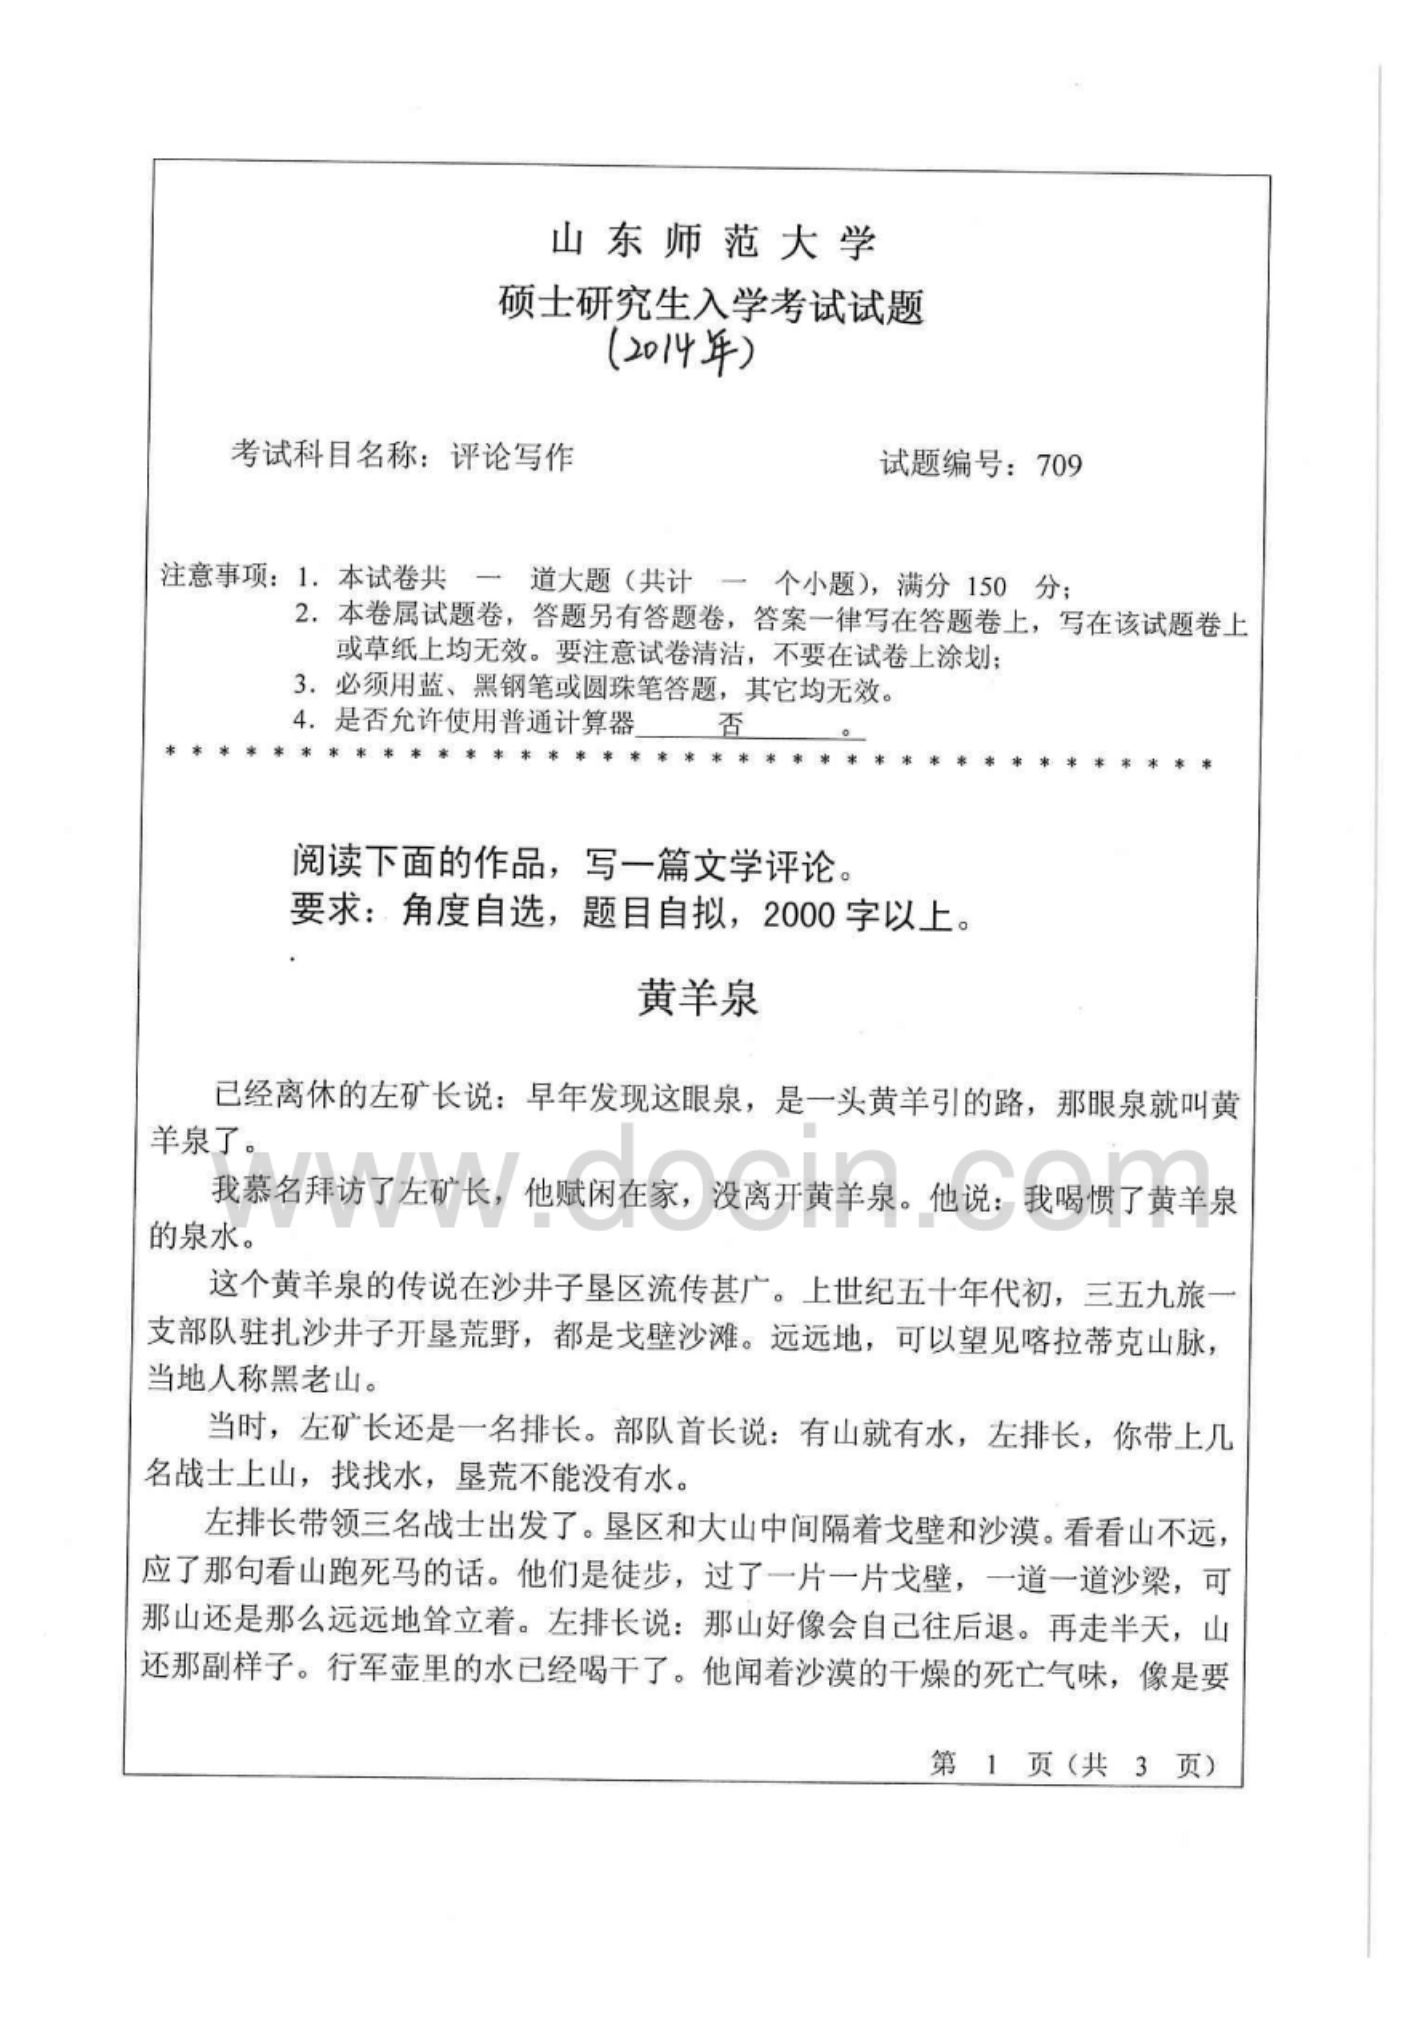 山东师范大学
硕士研究生入学考试试题
(2014年)
考试科目名称：评论写作 试题编号：709
注意事项：1．本试卷共 一 道大题（共计 一 个小题），满分 150 分；
2．本卷属试题卷，答题另有答题卷，答案一律写在答题卷上，写在该试题卷上
或草纸上均无效。要注意试卷清洁，不要在试卷上涂划；
3．必须用蓝、黑钢笔或圆珠笔答题，其它均无效。
4．是否允许使用普通计算器 否 。
* * * * * * * * * * * * * * * * * * * * * * * * * * * * * * * * * * * * * * *
阅读下面的作品，写一篇文学评论。
要求：角度自选，题目自拟，2000 字以上。
黄羊泉
已经离休的左矿长说：早年发现这眼泉，是一头黄羊引的路，那眼泉就叫黄
羊泉了。
www.docin.com
我慕名拜访了左矿长，他赋闲在家，没离开黄羊泉。他说：我喝惯了黄羊泉
的泉水。
这个黄羊泉的传说在沙井子垦区流传甚广。上世纪五十年代初，三五九旅一
支部队驻扎沙井子开垦荒野，都是戈壁沙滩。远远地，可以望见喀拉蒂克山脉，
当地人称黑老山。
当时，左矿长还是一名排长。部队首长说：有山就有水，左排长，你带上几
名战士上山，找找水，垦荒不能没有水。
左排长带领三名战士出发了。垦区和大山中间隔着戈壁和沙漠。看看山不远，
应了那句看山跑死马的话。他们是徒步，过了一片一片戈壁，一道一道沙梁，可
那山还是那么远远地耸立着。左排长说：那山好像会自己往后退。再走半天，山
还那副样子。行军壶里的水已经喝干了。他闻着沙漠的干燥的死亡气味，像是要
第 1 页（共 3 页）